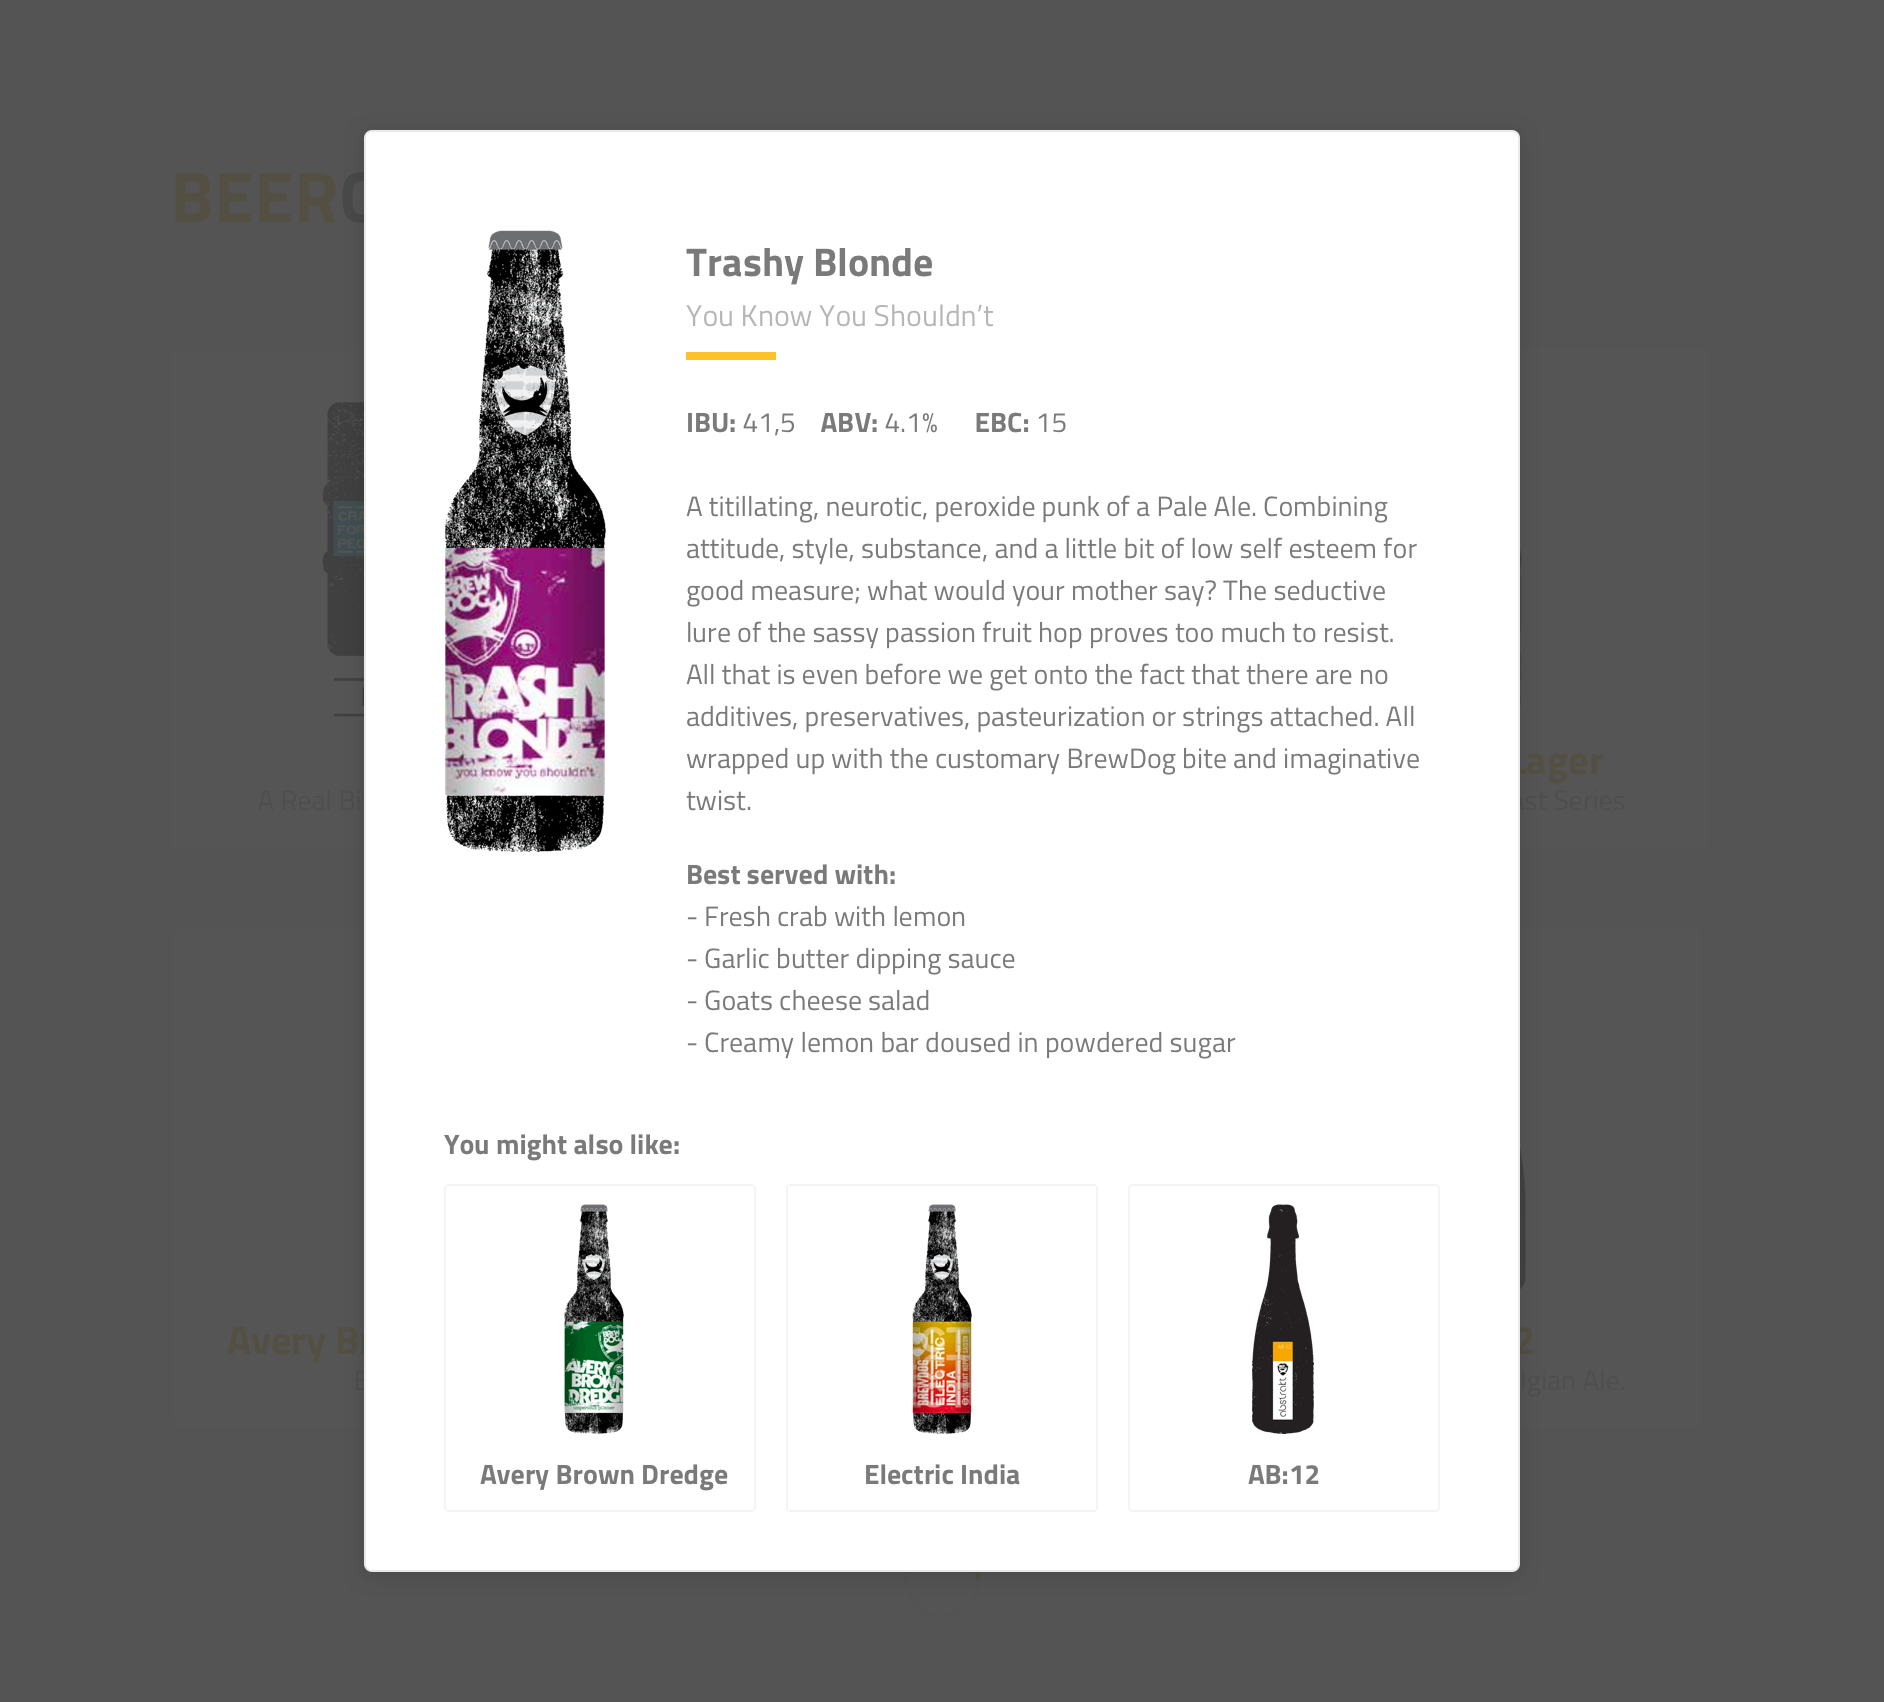 BEER
Trashy Blonde
You Know You Shouldn’t
IBU: 41,5 ABV: 4.1% EBC: 15
A titillating, neurotic, peroxide punk of a Pale Ale. Combining
attitude, style, substance, and a little bit of low self esteem for
good measure; what would your mother say? The seductive
lure of the sassy passion fruit hop proves too much to resist.
All that is even before we get onto the fact that there are no
additives, preservatives, pasteurization or strings attached. All
wrapped up with the customary BrewDog bite and imaginative
twist.
Best served with:
- Fresh crab with lemon
- Garlic butter dipping sauce
- Goats cheese salad
- Creamy lemon bar doused in powdered sugar
BREW
DOG
TRASHY
BLONDE
you know you shouldn't
A Real Bi
Lager
st Series
You might also like:
AVERY
BROWN
DREDGE
BREWDOG
ELECTRIC
INDIA
abstrakt
Avery Brown Dredge
Electric India
AB:12
Avery B
2
gian Ale.